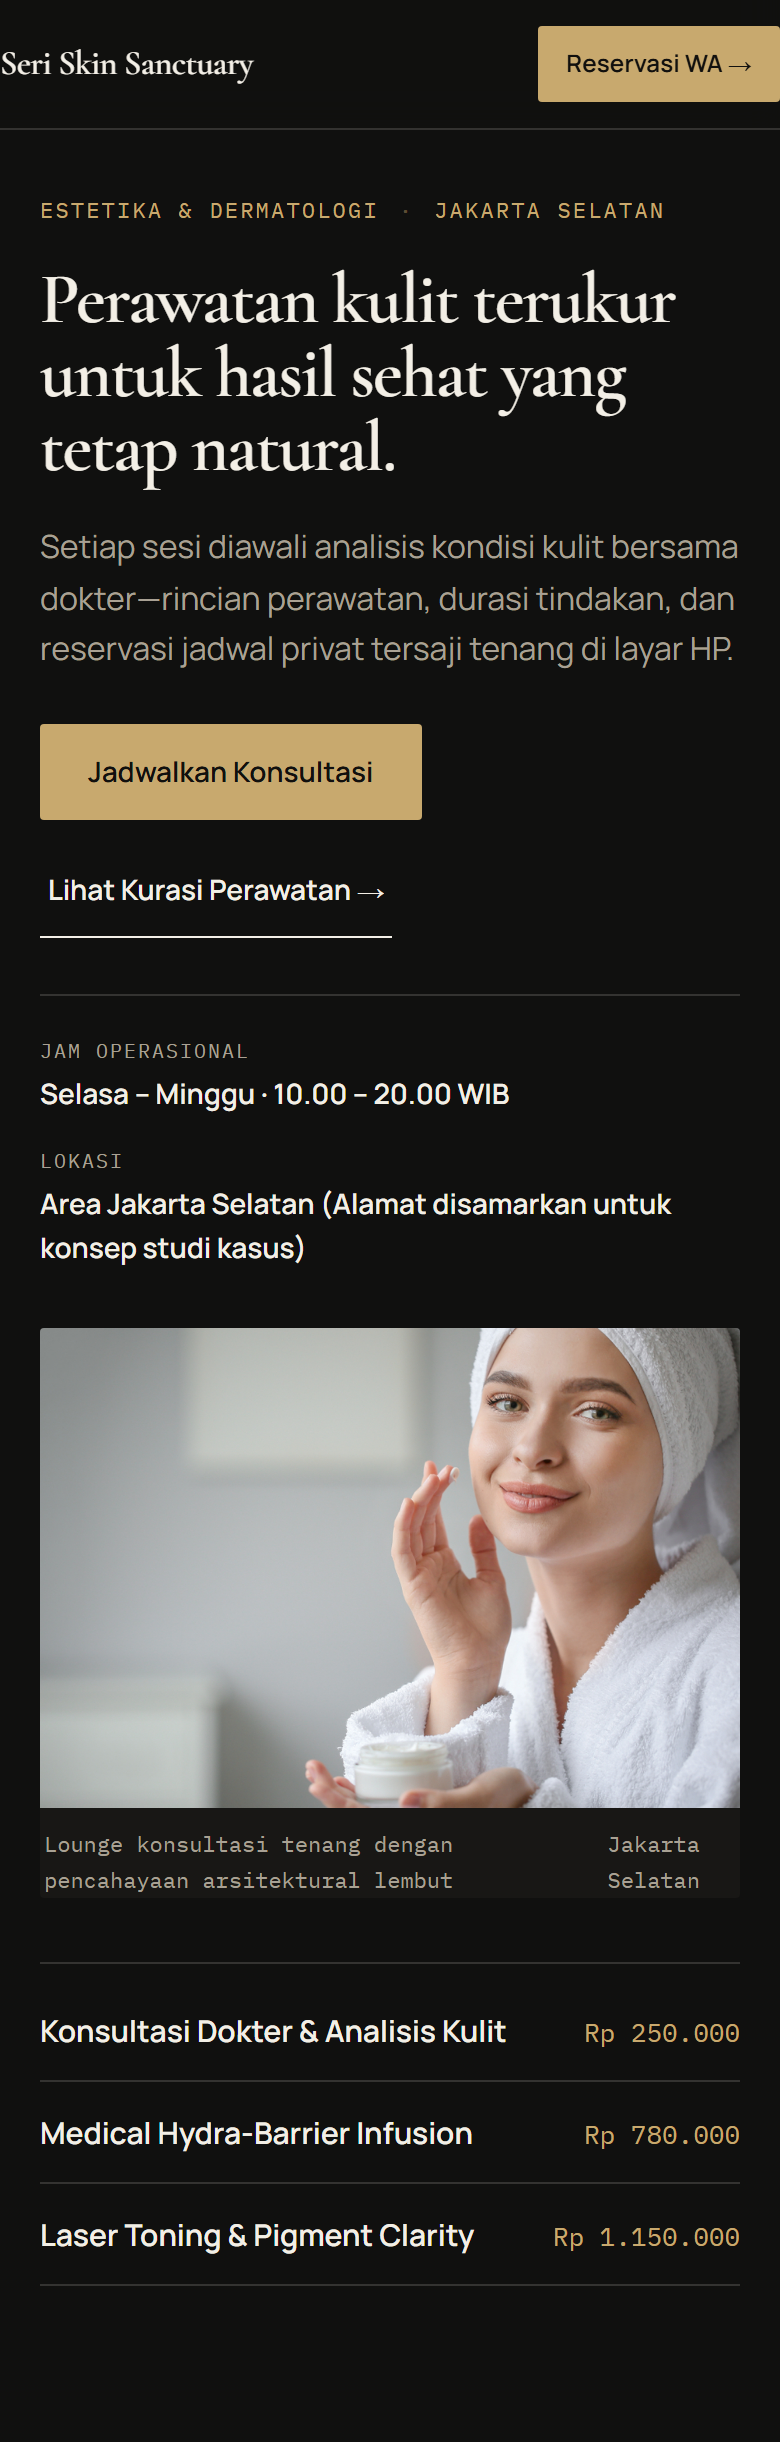 Seri Skin Sanctuary
Reservasi WA →
ESTETIKA & DERMATOLOGI · JAKARTA SELATAN
Perawatan kulit terukur
untuk hasil sehat yang
tetap natural.
Setiap sesi diawali analisis kondisi kulit bersama
dokter—rincian perawatan, durasi tindakan, dan
reservasi jadwal privat tersaji tenang di layar HP.
Jadwalkan Konsultasi
Lihat Kurasi Perawatan →
JAM OPERASIONAL
Selasa – Minggu · 10.00 – 20.00 WIB
LOKASI
Area Jakarta Selatan (Alamat disamarkan untuk
konsep studi kasus)
Lounge konsultasi tenang dengan
pencahayaan arsitektural lembut
Jakarta
Selatan
Konsultasi Dokter & Analisis Kulit Rp 250.000
Medical Hydra-Barrier Infusion Rp 780.000
Laser Toning & Pigment Clarity Rp 1.150.000